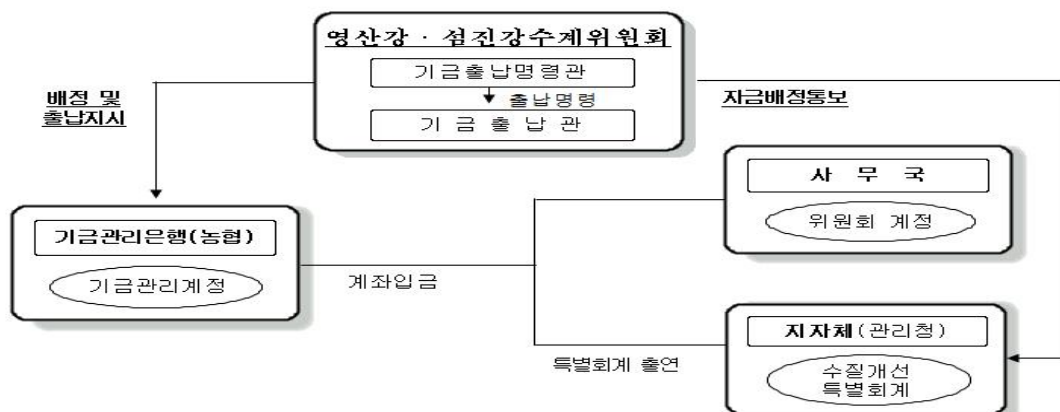 영산강 · 섬진강수계위원회
기금출납명령관
출납명령
기 금 출 납 관
배정 및
출납지시
자금배정통보
사 무 국
위원회 계정
기금관리은행(농협)
기금관리계정
계좌입금
지자체(관리청)
수질개선
특별회계
특별회계 출연